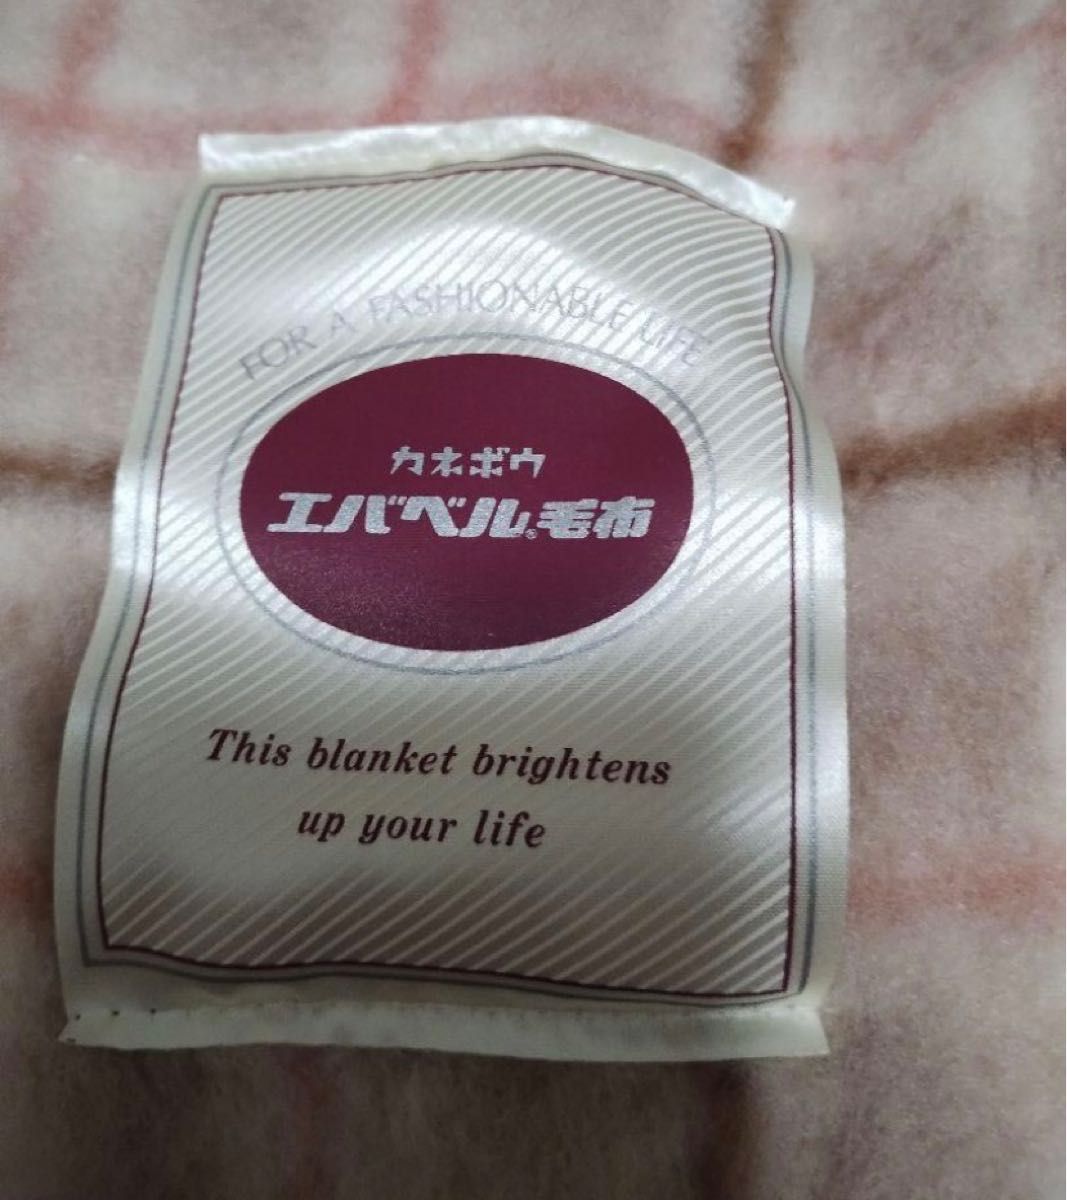 FOR A FASHIONABLE LIFE
カネボウ
エバベル®毛布
This blanket brightens
up your life